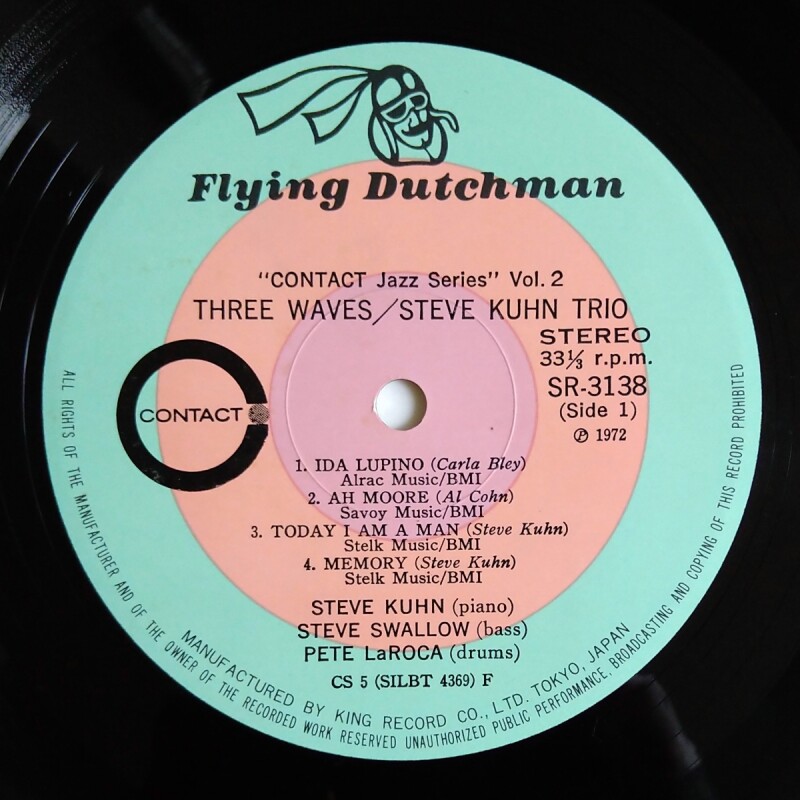 Flying Dutchman
"CONTACT Jazz Series" Vol. 2
THREE WAVES/STEVE KUHN TRIO
STEREO
33⅓ r.p.m.
SR-3138
(Side 1)
Ⓟ 1972
CONTACT
1. IDA LUPINO (Carla Bley)
Alrac Music/BMI
2. AH MOORE (Al Cohn)
Savoy Music/BMI
3. TODAY I AM A MAN (Steve Kuhn)
Stelk Music/BMI
4. MEMORY (Steve Kuhn)
Stelk Music/BMI
STEVE KUHN (piano)
STEVE SWALLOW (bass)
PETE LaROCA (drums)
CS 5 (SILBT 4369) F
MANUFACTURED BY KING RECORD CO., LTD. TOKYO, JAPAN
ALL RIGHTS OF THE MANUFACTURER AND OF THE OWNER OF THE RECORDED WORK RESERVED UNAUTHORIZED PUBLIC PERFORMANCE, BROADCASTING AND COPYING OF THIS RECORD PROHIBITED